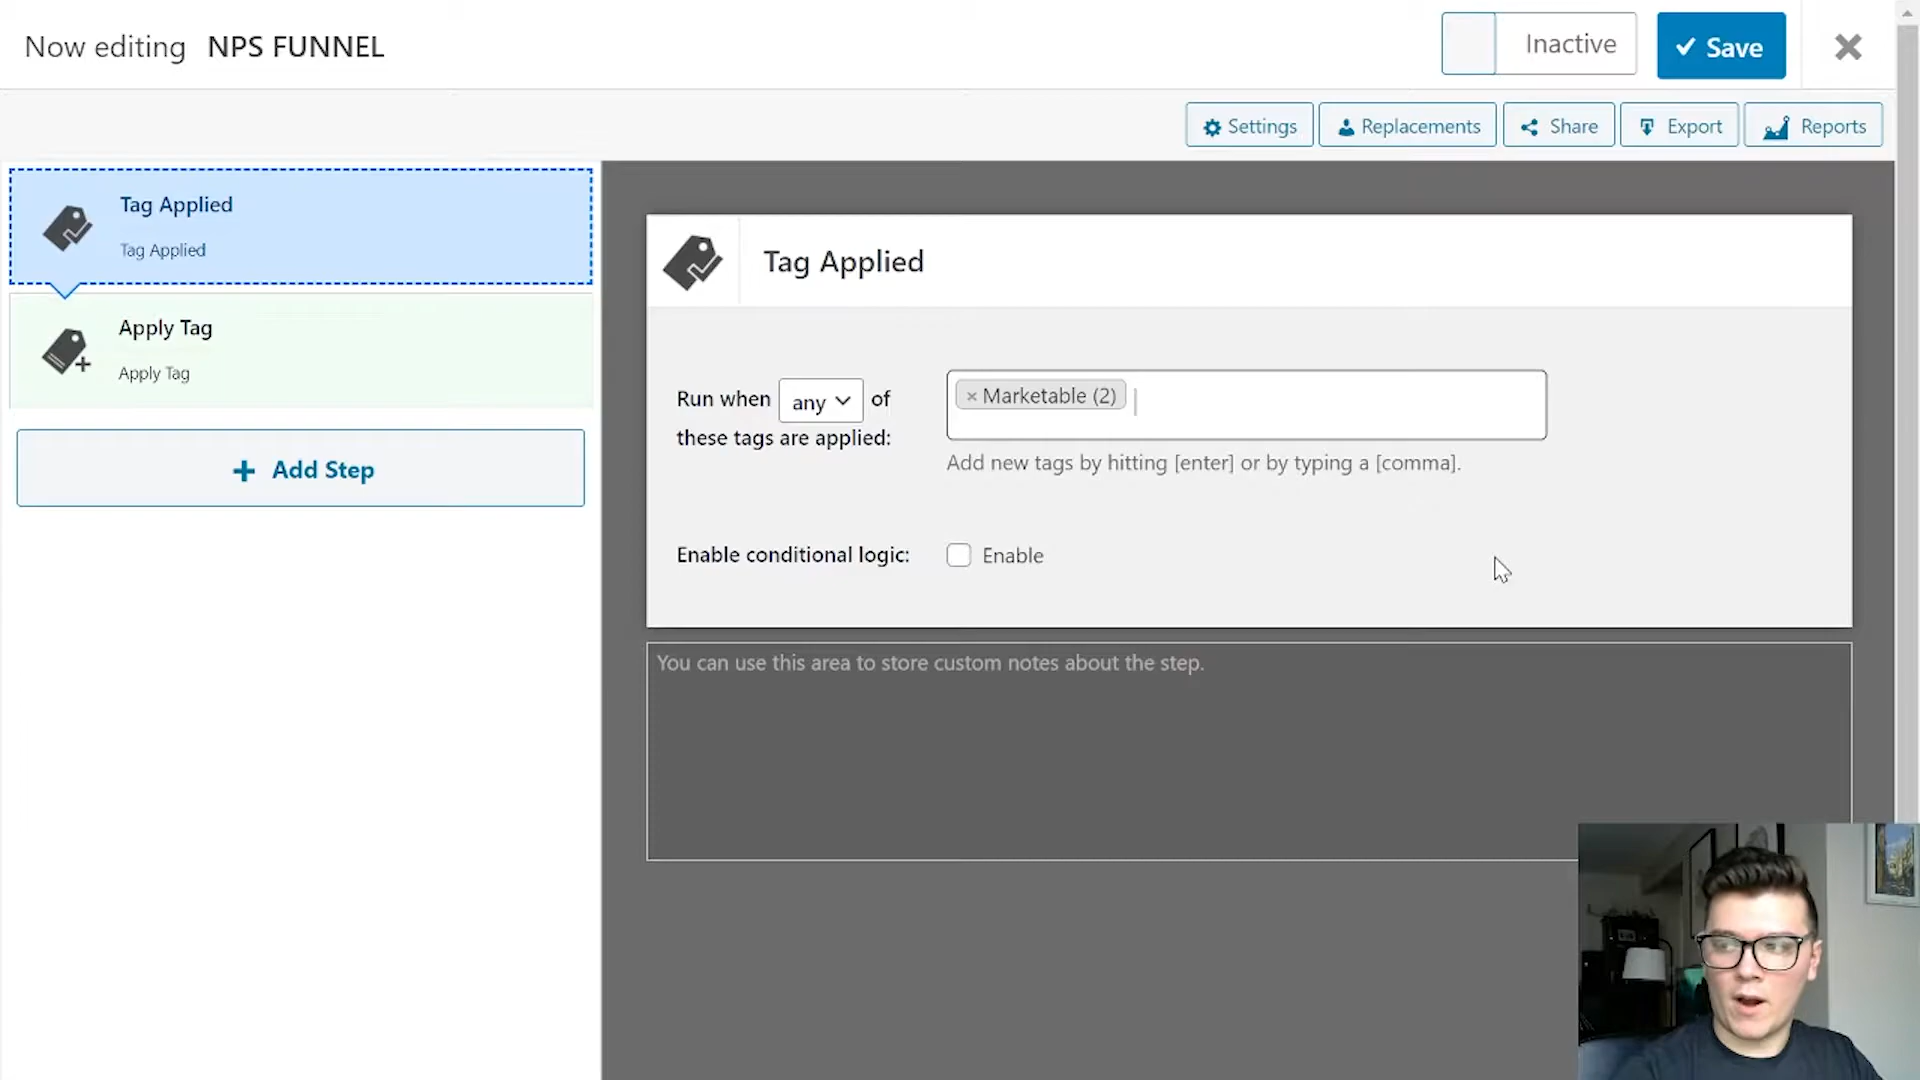 Now editing NPS FUNNEL
Inactive
Save
Settings
Replacements
Share
Export
Reports
Tag Applied
Tag Applied
Apply Tag
Apply Tag
Add Step
Tag Applied
Run when any of
these tags are applied:
× Marketable (2)
Add new tags by hitting [enter] or by typing a [comma].
Enable conditional logic:
Enable
You can use this area to store custom notes about the step.